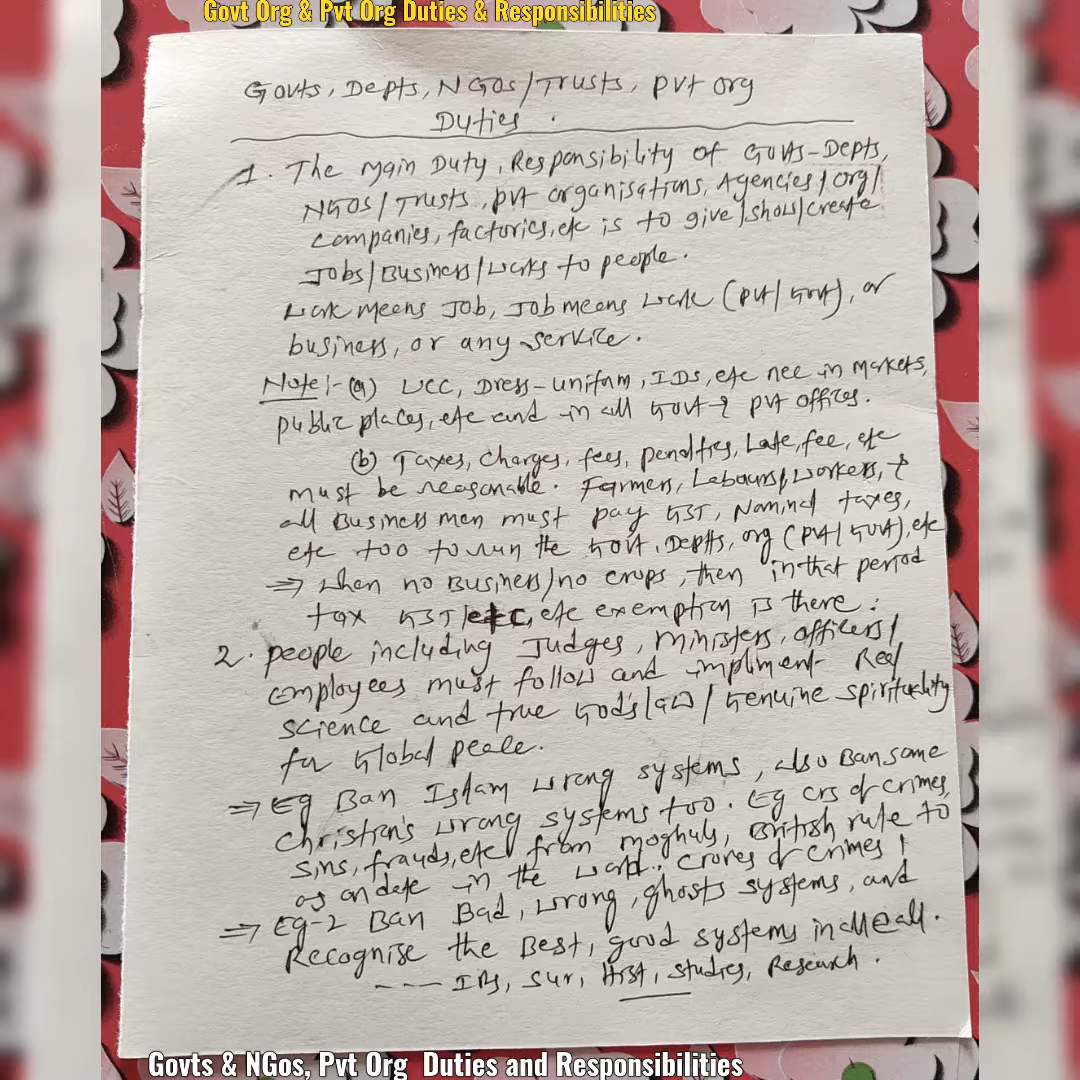 Govt Org & Pvt Org Duties & Responsibilities
Govts, Depts, NGOs/Trusts, pvt org
Duties.
1. The main Duty, Responsibility of Govts-Depts,
NGOs/Trusts, pvt organisations, Agencies/org/
companies, factories, etc is to give/show/create
Jobs/Business/works to people.
work means Job, Job means work (pvt/govt), or
business, or any service.
Note:- (a) UCC, Dress-uniform, IDs, etc nee in markets,
public places, etc and in all Govt & pvt offices.
(b) Taxes, charges, fees, penalties, Late fee, etc
must be reasonable. Farmers, Labours/workers, &
all Business men must pay GST, Nominal taxes,
etc too to run the Govt, Depts, org (Pvt/Govt), etc
⇒ when no Business/no crops, then in that period
tax GST/etc, etc exemption is there.
2. people including Judges, ministers, officers/
employees must follow and impliment Real
science and true God's law/Genuine spirituality
for Global peace.
⇒ Eg Ban Islam wrong systems, also Ban some
Christian's wrong systems too. Eg crs of crimes,
sins, frauds, etc from moghuls, British rule to
as on date in the world. crores of crimes!
⇒ Eg-2 Ban Bad, wrong, ghosts systems, and
Recognise the Best, good systems in all.
---- Sur, Hist, studies, Research.
Govts & NGos, Pvt Org Duties and Responsibilities